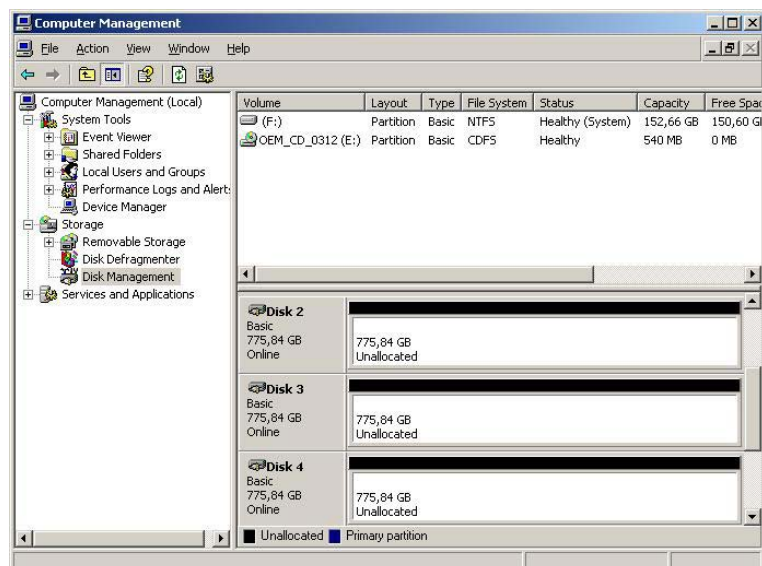 Computer Management
File Action View Window Help
Computer Management (Local)
System Tools
Event Viewer
Shared Folders
Local Users and Groups
Performance Logs and Alert:
Device Manager
Storage
Removable Storage
Disk Defragmenter
Disk Management
Services and Applications
Volume Layout Type File System Status Capacity Free Spac
(F:) Partition Basic NTFS Healthy (System) 152,66 GB 150,60 G
OEM_CD_0312 (E:) Partition Basic CDFS Healthy 540 MB 0 MB
Disk 2
Basic
775,84 GB
Online
775,84 GB
Unallocated
Disk 3
Basic
775,84 GB
Online
775,84 GB
Unallocated
Disk 4
Basic
775,84 GB
Online
775,84 GB
Unallocated
Unallocated Primary partition